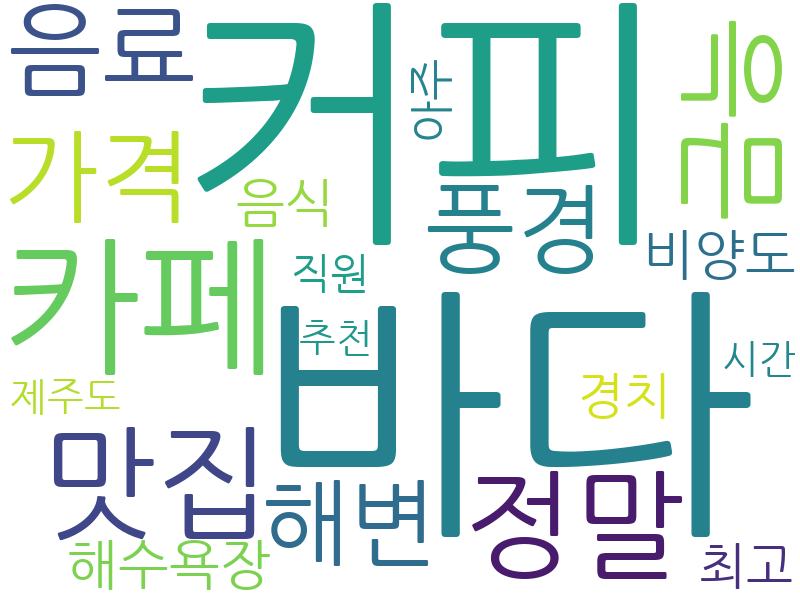 음료
커피
아주
가격
음식
풍경
비양도
카페
직원
추천
바다
시간
제주도
경치
맛집
해변
정말
해수욕장
최고